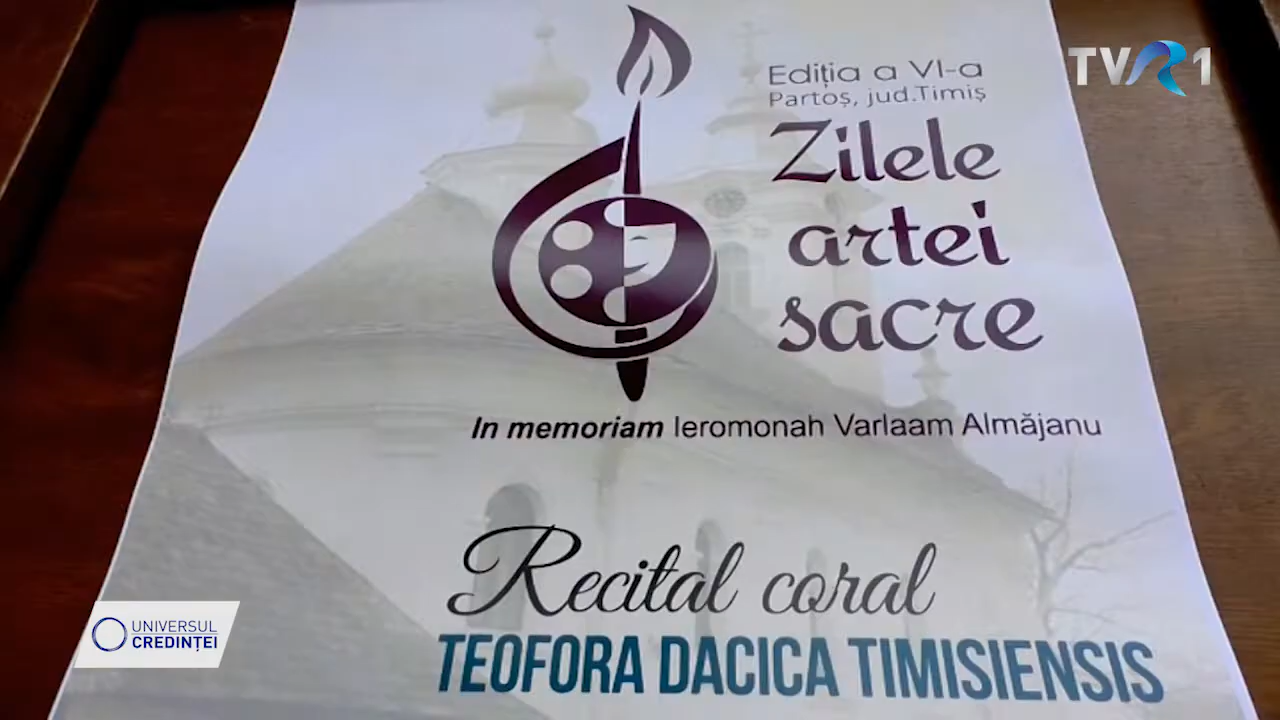 TVR1
Ediția a VI-a
Partoș, jud.Timiș
Zilele
artei
sacre
In memoriam Ieromonah Varlaam Almăjanu
Recital coral
TEOFORA DACICA TIMISIENSIS
UNIVERSUL
CREDINȚEI